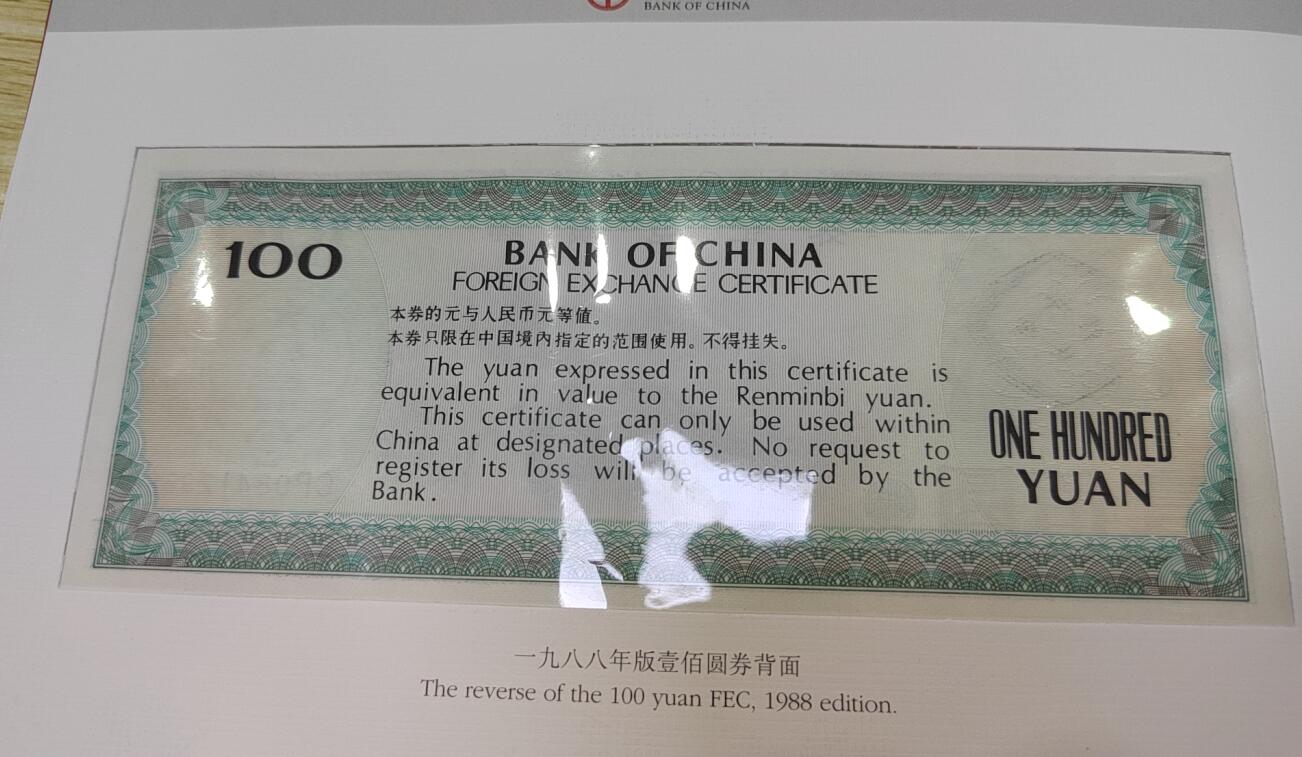 BANK OF CHINA
100
BANK OF CHINA
FOREIGN EXCHANGE CERTIFICATE
本券的元与人民币元等值。
本券只限在中国境内指定的范围使用。不得挂失。
The yuan expressed in this certificate is
equivalent in value to the Renminbi yuan.
This certificate can only be used within
China at designated places. No request to
register its loss will be accepted by the
Bank.
ONE HUNDRED
YUAN
一九八八年版壹佰圆券背面
The reverse of the 100 yuan FEC, 1988 edition.